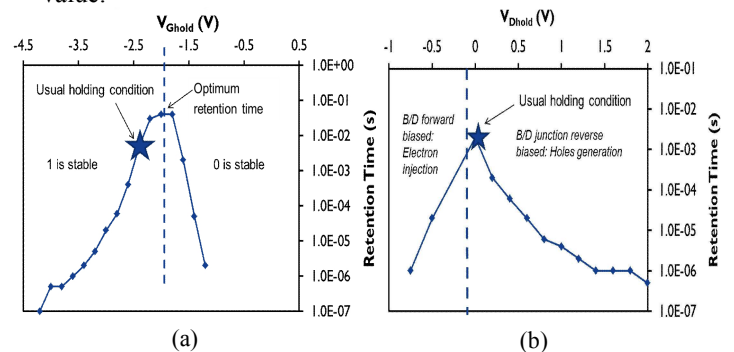 value.
V_Ghold (V)
-4.5 -2.5 -1.5 -0.5 0.5
1.0E+00
1.0E-01
1.0E-02
1.0E-03
1.0E-04
1.0E-05
1.0E-06
1.0E-07
Retention Time (s)
Usual holding condition
Optimum
retention time
1 is stable
0 is stable
(a)
V_Dhold (V)
-1 -0.5 0 0.5 1 1.5 2
1.0E-01
1.0E-02
1.0E-03
1.0E-04
1.0E-05
1.0E-06
1.0E-07
Retention Time (s)
Usual holding condition
B/D forward
biased:
Electron
injection
B/D junction reverse
biased: Holes generation
(b)